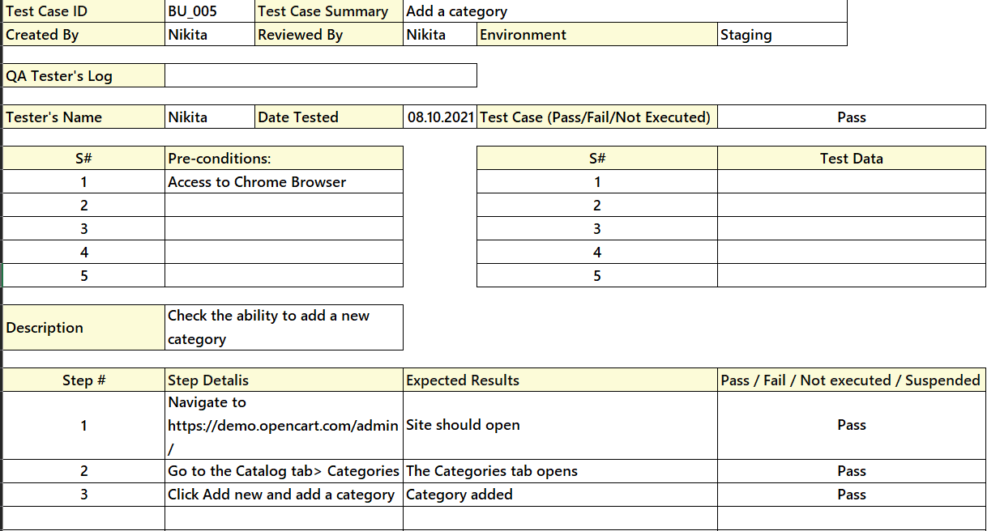 Test Case ID BU_005 Test Case Summary Add a category
Created By Nikita Reviewed By Nikita Environment Staging
QA Tester's Log
Tester's Name Nikita Date Tested 08.10.2021 Test Case (Pass/Fail/Not Executed) Pass
S# Pre-conditions: S# Test Data
1 Access to Chrome Browser 1
2 2
3 3
4 4
5 5
Description Check the ability to add a new
category
Step # Step Detalis Expected Results Pass / Fail / Not executed / Suspended
Navigate to
1 https://demo.opencart.com/admin Site should open Pass
/
2 Go to the Catalog tab> Categories The Categories tab opens Pass
3 Click Add new and add a category Category added Pass